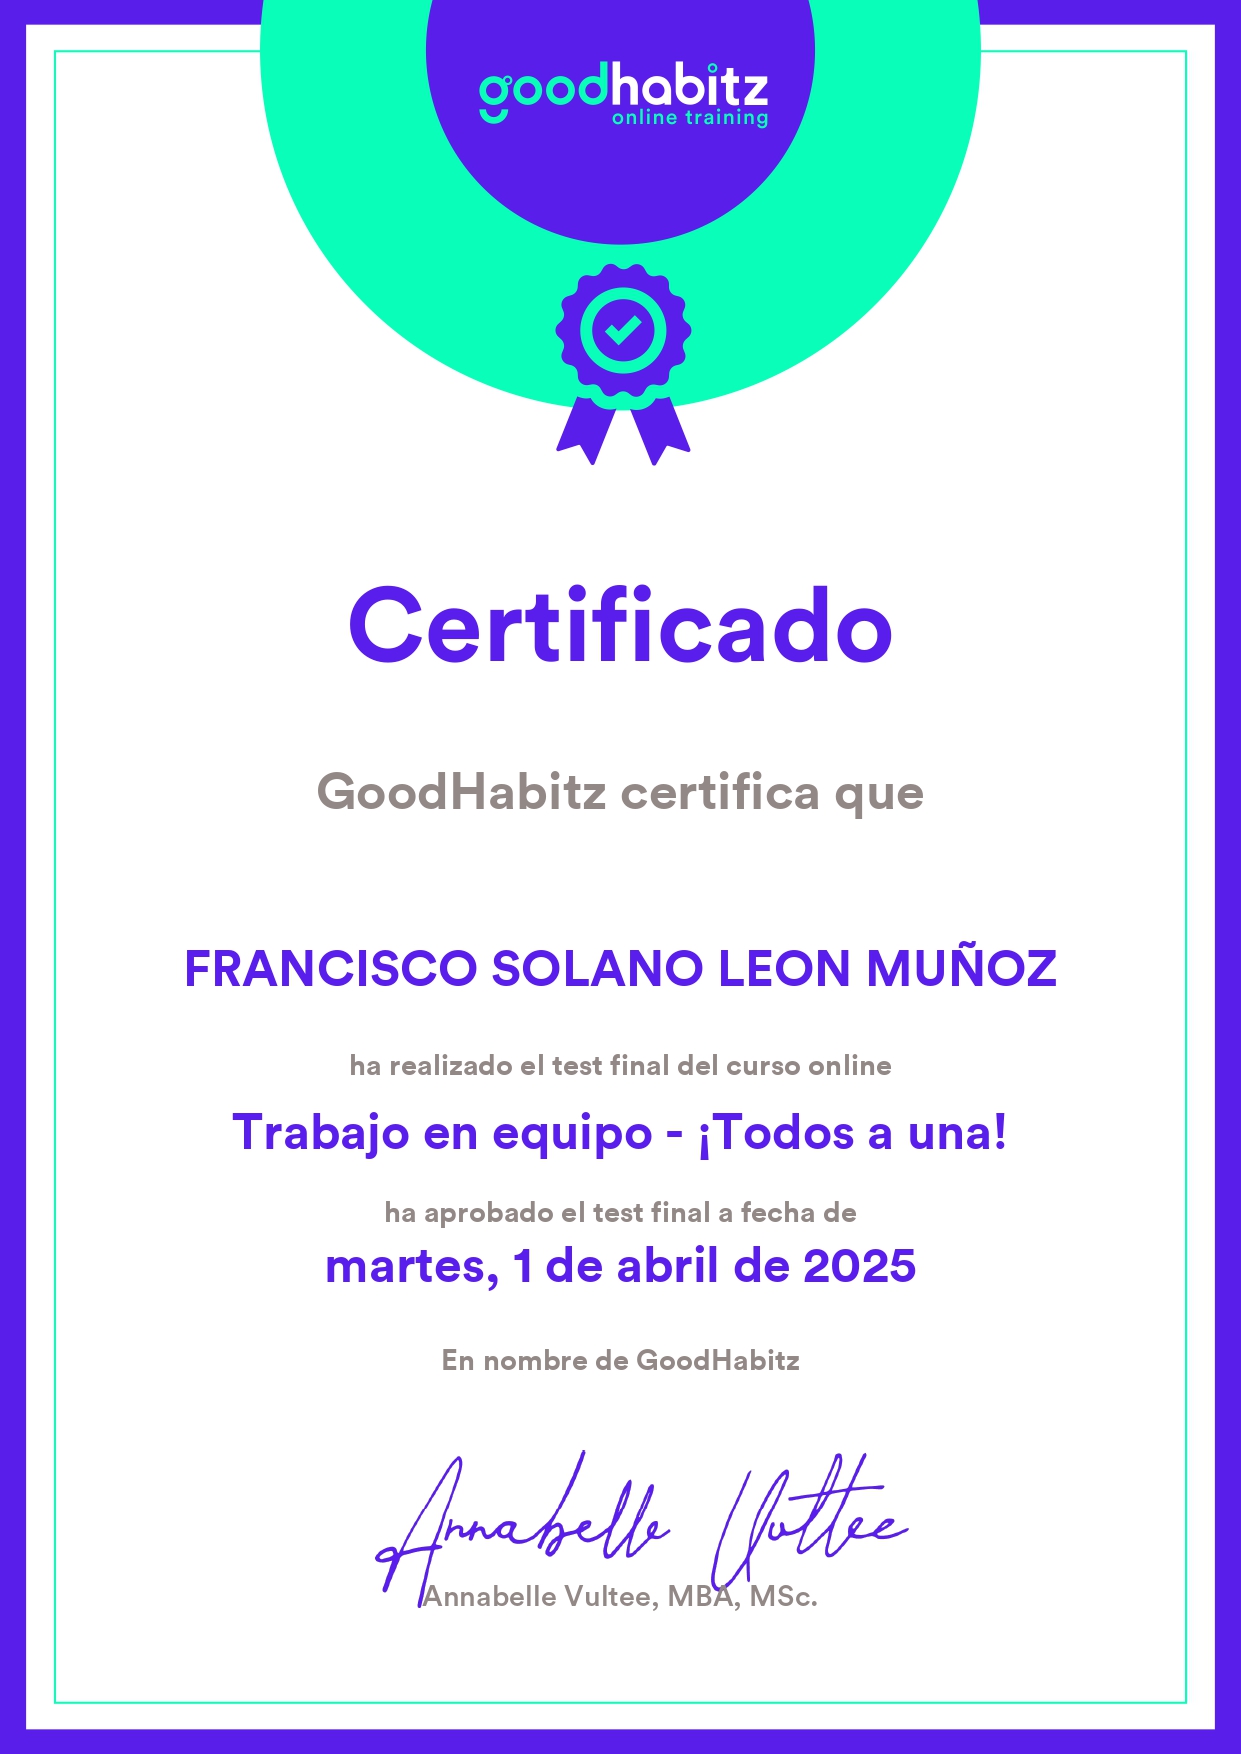 goodhabitz
online training
Certificado
GoodHabitz certifica que
FRANCISCO SOLANO LEON MUÑOZ
ha realizado el test final del curso online
Trabajo en equipo - ¡Todos a una!
ha aprobado el test final a fecha de
martes, 1 de abril de 2025
En nombre de GoodHabitz
Annabelle Vultee
Annabelle Vultee, MBA, MSc.